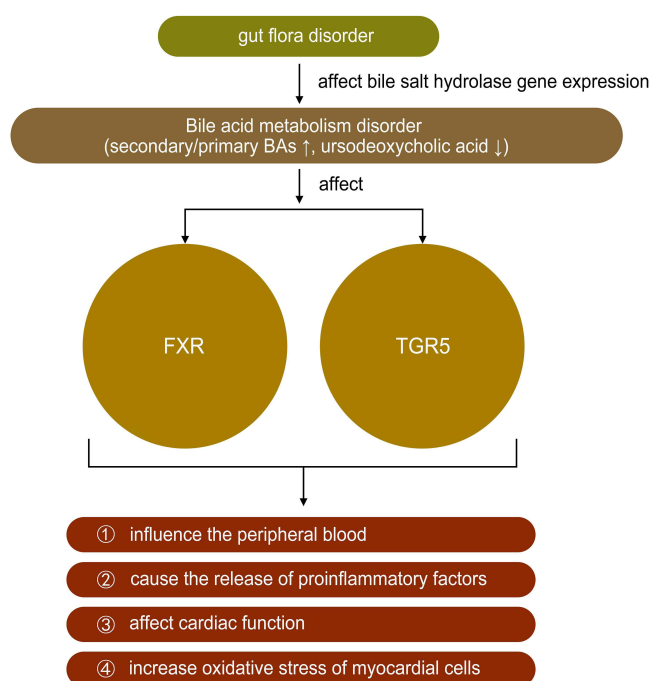 gut flora disorder
affect bile salt hydrolase gene expression
Bile acid metabolism disorder
(secondary/primary BAs ↑, ursodeoxycholic acid ↓)
affect
FXR
TGR5
① influence the peripheral blood
② cause the release of proinflammatory factors
③ affect cardiac function
④ increase oxidative stress of myocardial cells